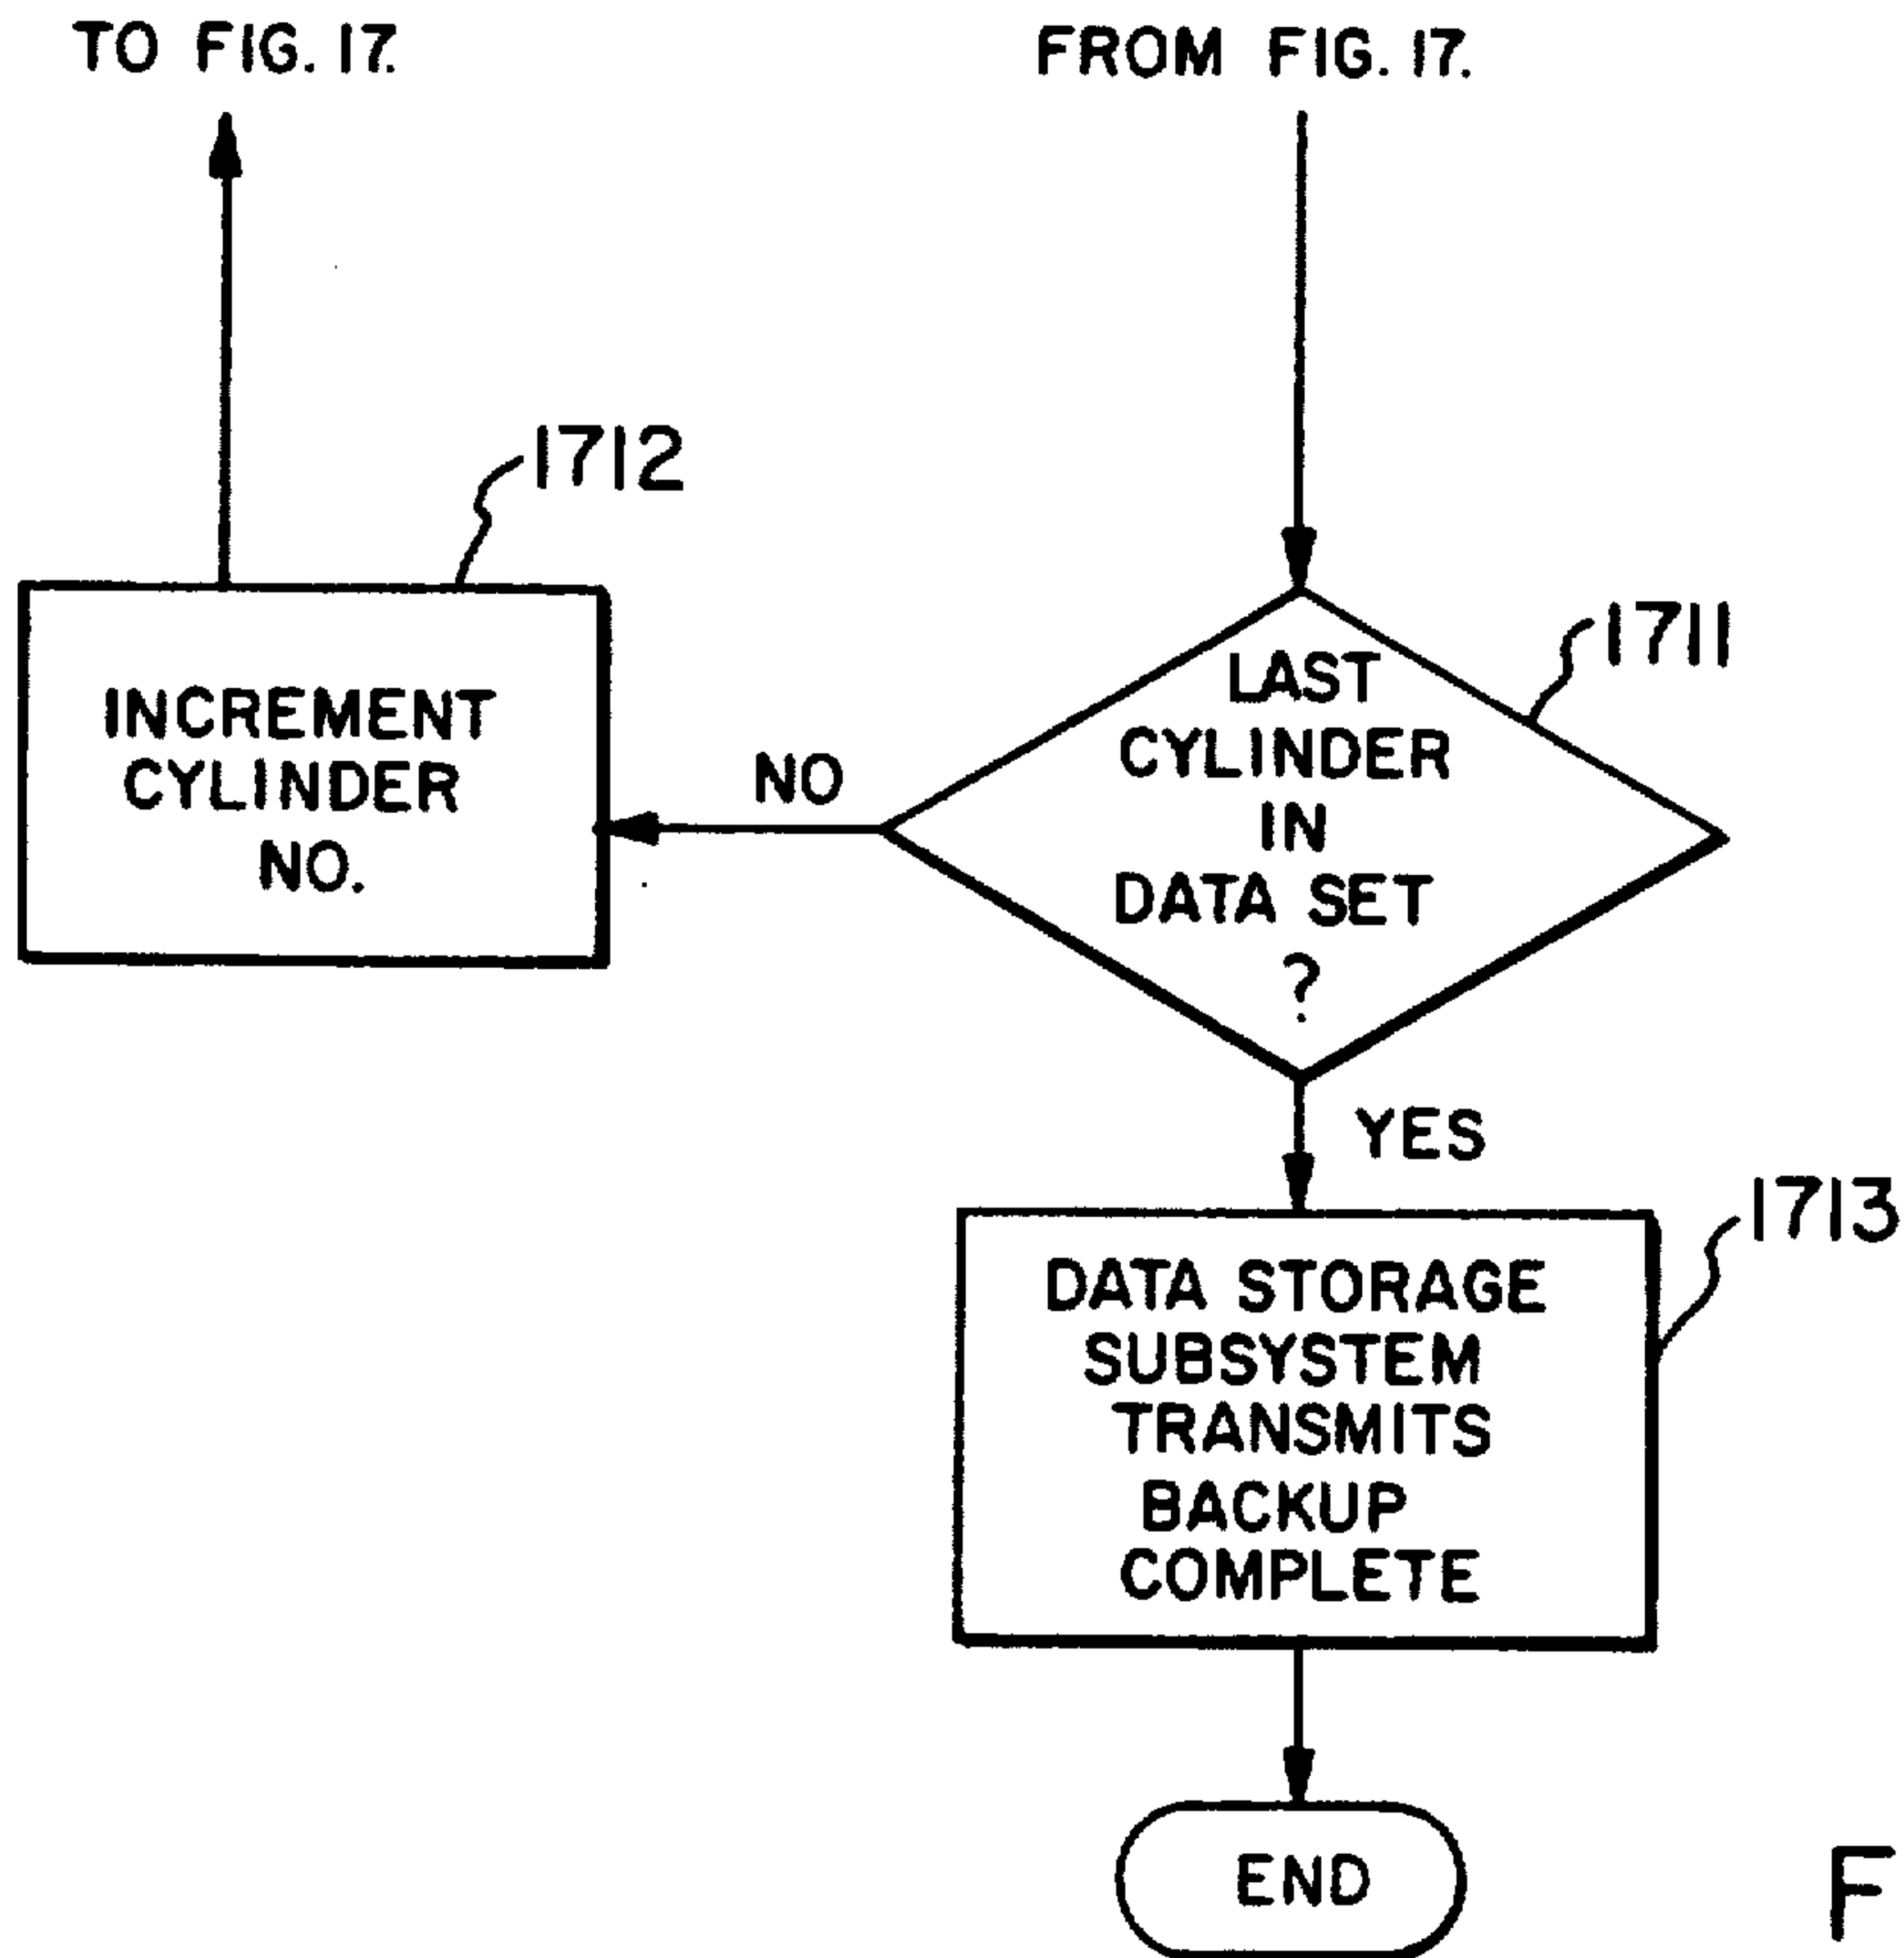 TO FIG. 17.
FROM FIG. 17.
1712
1711
INCREMENT
CYLINDER
NO.
NO
LAST
CYLINDER
IN
DATA SET
?
YES
1713
DATA STORAGE
SUBSYSTEM
TRANSMITS
BACKUP
COMPLETE
END
F